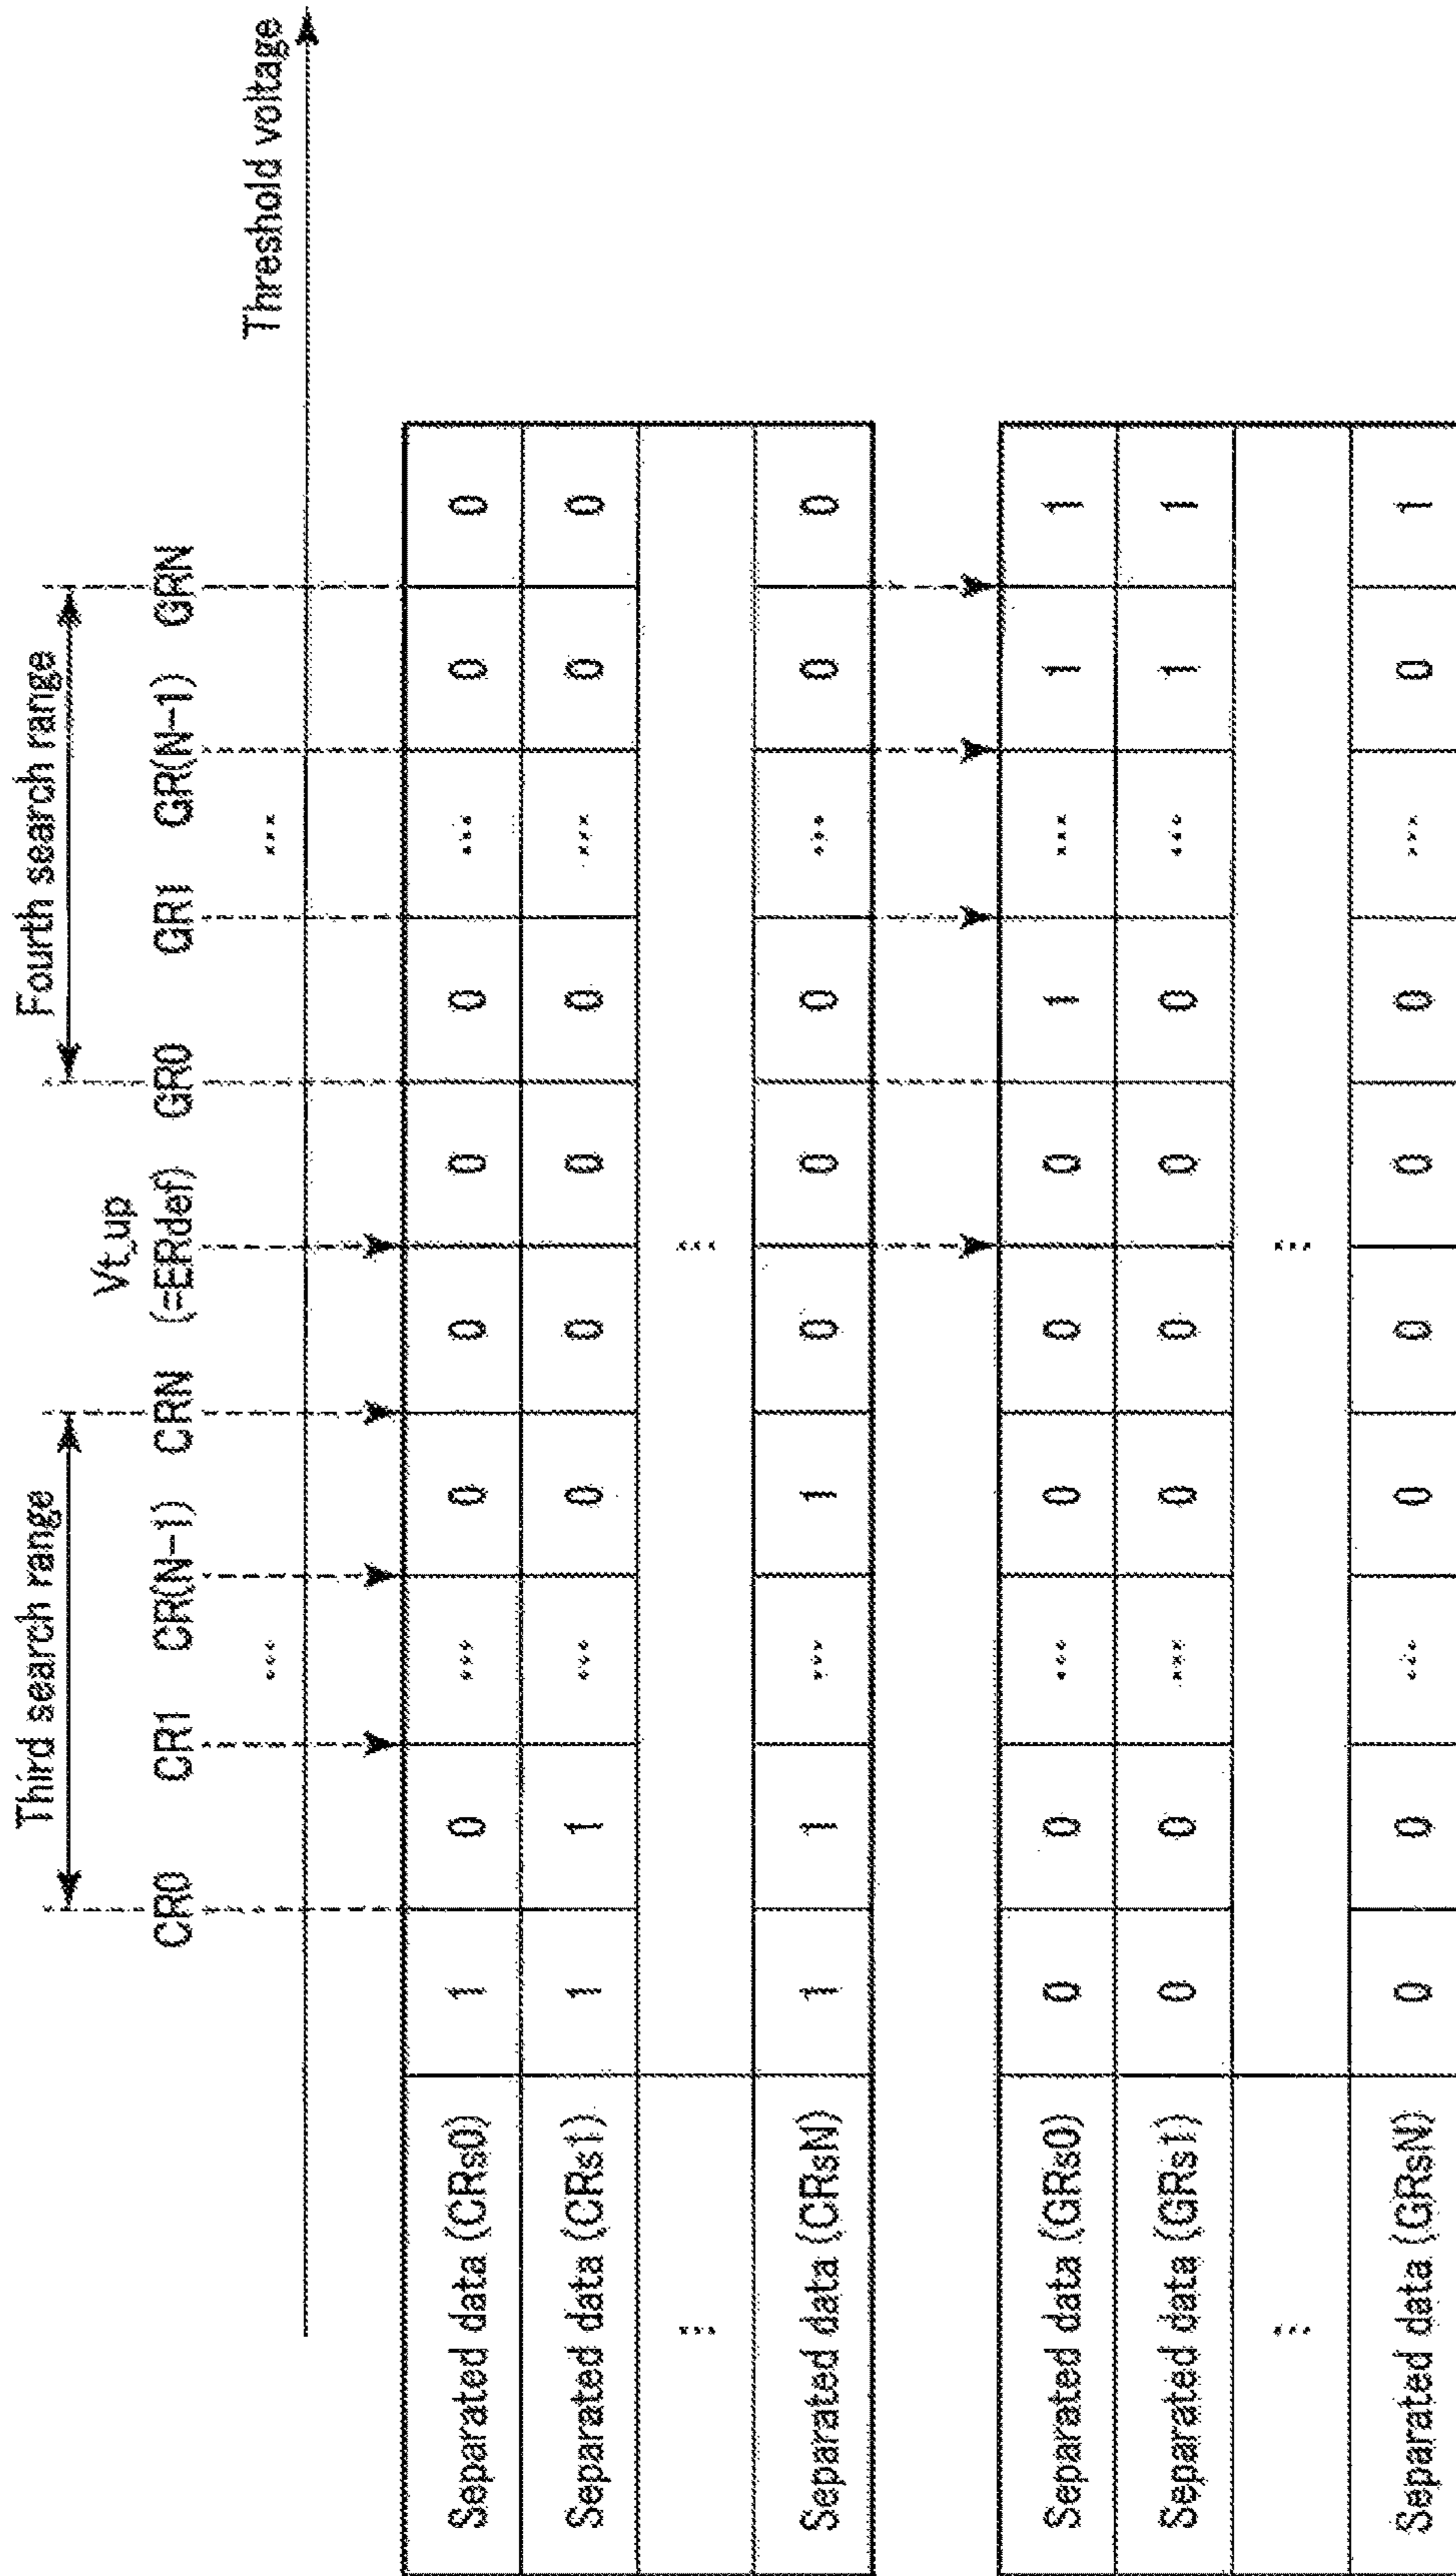 Third search range Fourth search range
Vt_up
CR0 CR1 CR(N-1) CRN (=ERdef) GR0 GR1 GR(N-1) GRN
... ...
Threshold voltage
Separated data (CRs0) 1 0 ... 0 0 0 0 ... 0 0
Separated data (CRs1) 1 1 ... 0 0 0 0 ... 0 0
... ...
Separated data (CRsN) 1 1 ... 1 0 0 0 ... 0 0
Separated data (GRs0) 0 0 ... 0 0 0 1 ... 1 1
Separated data (GRs1) 0 0 ... 0 0 0 0 ... 1 1
... ...
Separated data (GRsN) 0 0 ... 0 0 0 0 ... 0 1